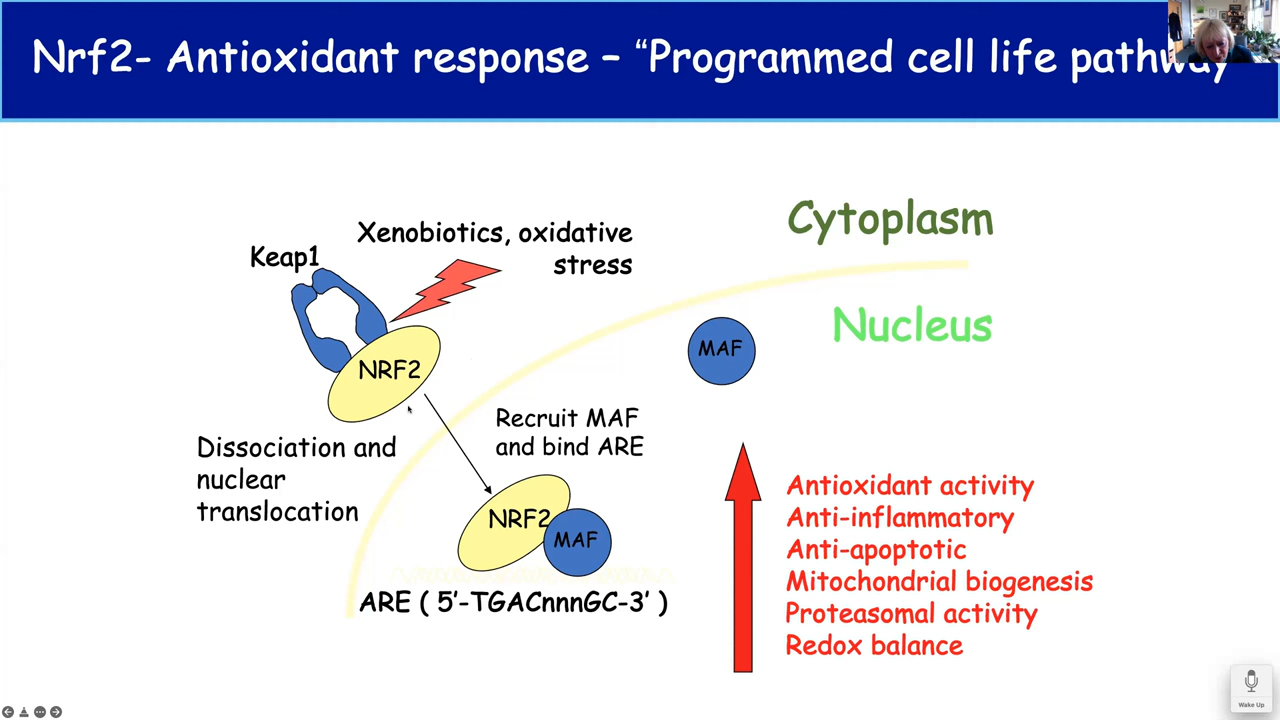 Nrf2- Antioxidant response – “Programmed cell life pathway
Xenobiotics, oxidative
stress
Keap1
NRF2
Cytoplasm
Nucleus
MAF
Recruit MAF
and bind ARE
Dissociation and
nuclear
translocation
NRF2
MAF
ARE ( 5’-TGACnnnGC-3’ )
Antioxidant activity
Anti-inflammatory
Anti-apoptotic
Mitochondrial biogenesis
Proteasomal activity
Redox balance
Wake Up